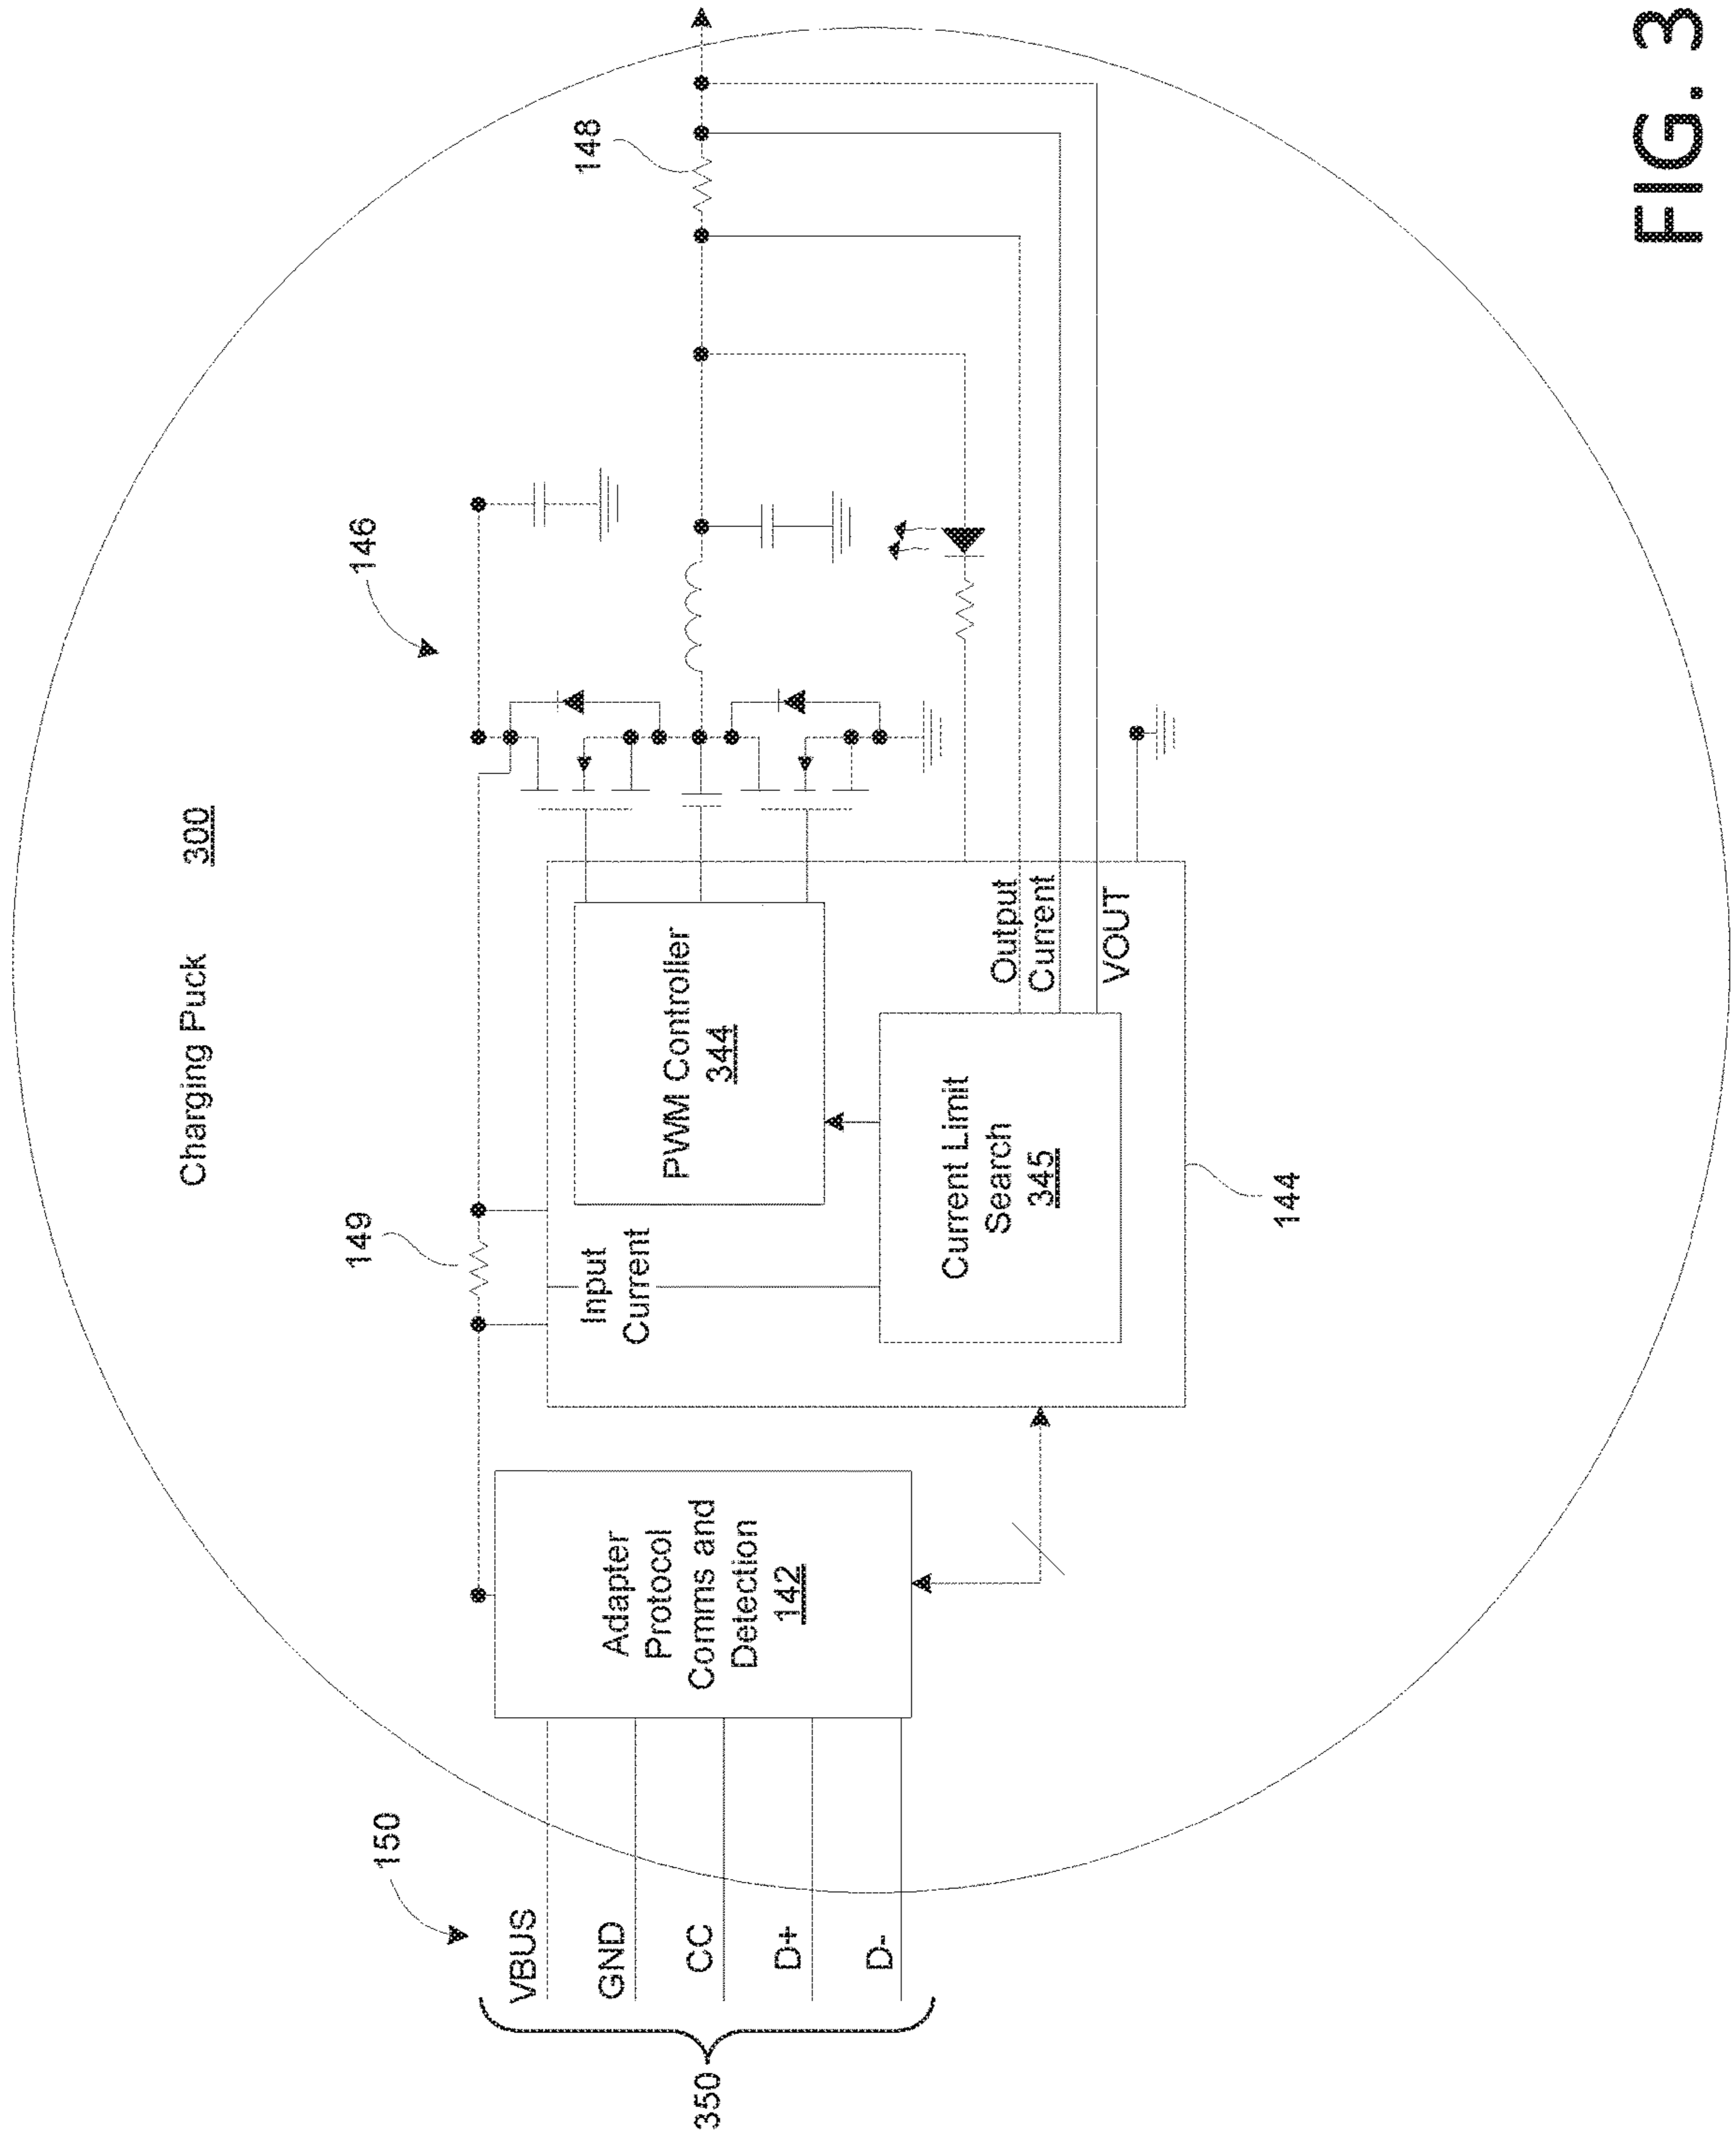 Charging Puck 300
150
350
VBUS
GND
CC
D+
D-
Adapter
Protocol
Comms and
Detection
142
149
Input
Current
PWM Controller
344
Current Limit
Search
345
144
Output
Current
VOUT
146
148
FIG. 3